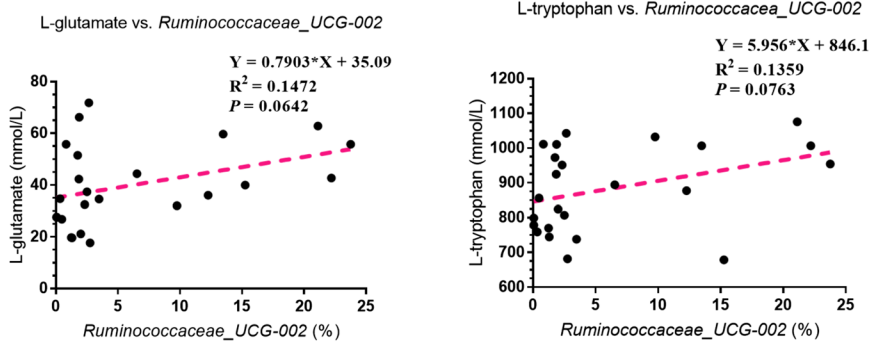 L-glutamate vs. Ruminococcaceae_UCG-002
Y = 0.7903*X + 35.09
R² = 0.1472
P = 0.0642
L-glutamate (mmol/L)
80
60
40
20
0
0 5 10 15 20 25
Ruminococcaceae_UCG-002 (%)
L-tryptophan vs. Ruminococcacea_UCG-002
Y = 5.956*X + 846.1
R² = 0.1359
P = 0.0763
L-tryptophan (mmol/L)
1200
1100
1000
900
800
700
600
0 5 10 15 20 25
Ruminococcaceae_UCG-002 (%)